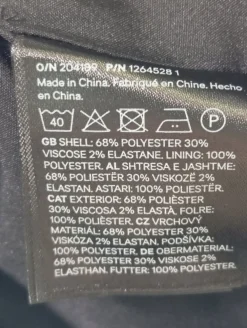 O/N 204199 P/N 1264528 1
Made in China. Fabriqué en Chine. Hecho
en China.
40
P
GB SHELL: 68% POLYESTER 30%
VISCOSE 2% ELASTANE. LINING: 100%
POLYESTER. AL SHTRESA E JASHTME:
68% POLIESTËR 30% VISKOZË 2%
ELASTAN. ASTARI: 100% POLIESTËR.
CAT EXTERIOR: 68% POLIÈSTER
30% VISCOSA 2% ELASTÀ, FOLRE:
100% POLIÈSTER. CZ VRCHOVÝ
MATERIÁL: 68% POLYESTER 30%
VISKÓZA 2% ELASTAN. PODŠÍVKA:
100% POLYESTER. DE OBERMATERIAL:
68% POLYESTER 30% VISKOSE 2%
ELASTHAN. FUTTER: 100% POLYESTER.